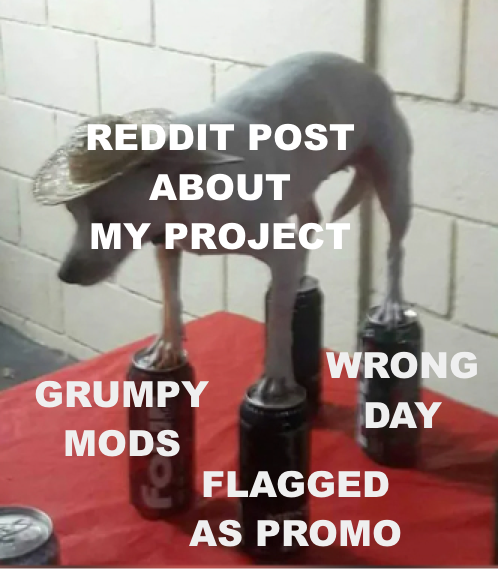 REDDIT POST
ABOUT
MY PROJECT
WRONG
DAY
GRUMPY
MODS
FLAGGED
AS PROMO